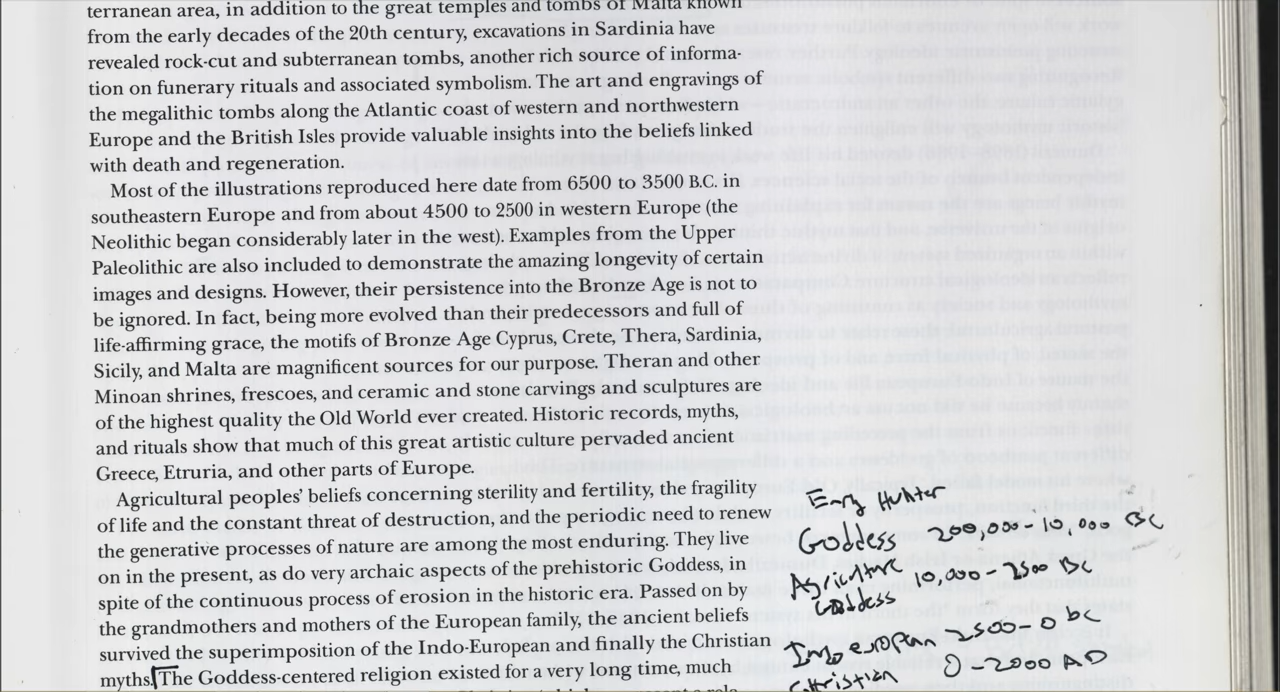 terranean area, in addition to the great temples and tombs of Malta known
from the early decades of the 20th century, excavations in Sardinia have
revealed rock-cut and subterranean tombs, another rich source of informa-
tion on funerary rituals and associated symbolism. The art and engravings of
the megalithic tombs along the Atlantic coast of western and northwestern
Europe and the British Isles provide valuable insights into the beliefs linked
with death and regeneration.
Most of the illustrations reproduced here date from 6500 to 3500 B.C. in
southeastern Europe and from about 4500 to 2500 in western Europe (the
Neolithic began considerably later in the west). Examples from the Upper
Paleolithic are also included to demonstrate the amazing longevity of certain
images and designs. However, their persistence into the Bronze Age is not to
be ignored. In fact, being more evolved than their predecessors and full of
life-affirming grace, the motifs of Bronze Age Cyprus, Crete, Thera, Sardinia,
Sicily, and Malta are magnificent sources for our purpose. Theran and other
Minoan shrines, frescoes, and ceramic and stone carvings and sculptures are
of the highest quality the Old World ever created. Historic records, myths,
and rituals show that much of this great artistic culture pervaded ancient
Greece, Etruria, and other parts of Europe.
Agricultural peoples' beliefs concerning sterility and fertility, the fragility
of life and the constant threat of destruction, and the periodic need to renew
the generative processes of nature are among the most enduring. They live
on in the present, as do very archaic aspects of the prehistoric Goddess, in
spite of the continuous process of erosion in the historic era. Passed on by
the grandmothers and mothers of the European family, the ancient beliefs
survived the superimposition of the Indo-European and finally the Christian
myths. The Goddess-centered religion existed for a very long time, much
Hunter
Goddess 200,000-10,000 BC
10,000-2500 BC
Goddess
2500-0 BC
0-2000 AD
Christian